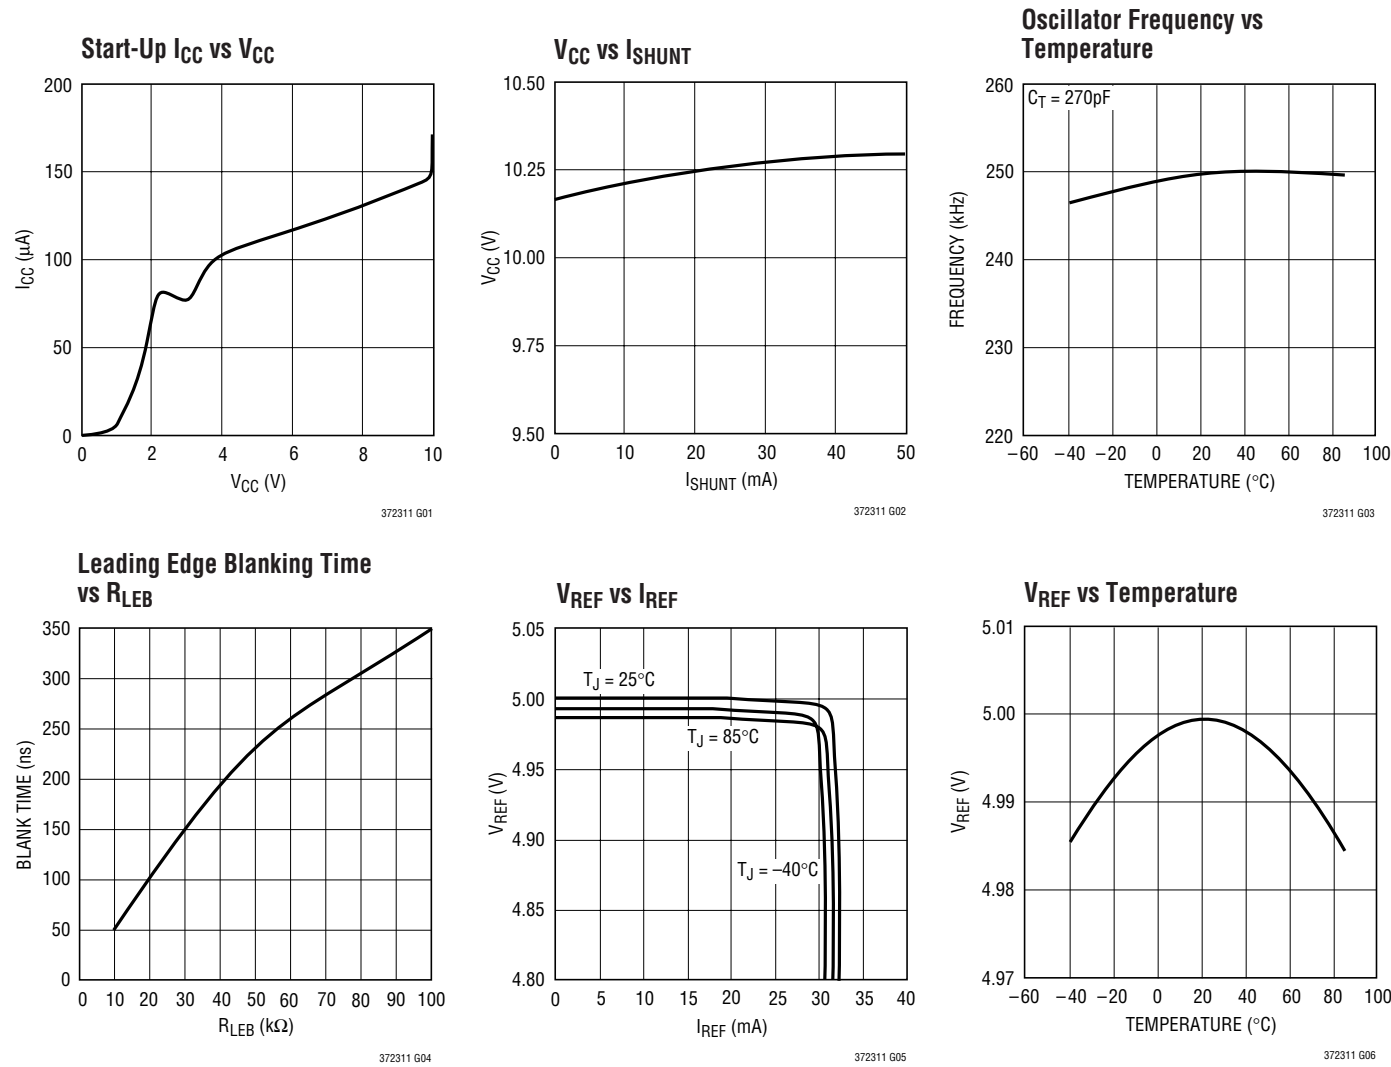 Start-Up ICC vs VCC
200
150
100
50
0
ICC (µA)
0 2 4 6 8 10
VCC (V)
372311 G01
VCC vs ISHUNT
10.50
10.25
10.00
9.75
9.50
VCC (V)
0 10 20 30 40 50
ISHUNT (mA)
372311 G02
Oscillator Frequency vs
Temperature
CT = 270pF
260
250
240
230
220
FREQUENCY (kHz)
–60 –40 –20 0 20 40 60 80 100
TEMPERATURE (°C)
372311 G03
Leading Edge Blanking Time
vs RLEB
350
300
250
200
150
100
50
0
BLANK TIME (ns)
0 10 20 30 40 50 60 70 80 90 100
RLEB (kΩ)
372311 G04
VREF vs IREF
5.05
5.00
4.95
4.90
4.85
4.80
VREF (V)
TJ = 25°C
TJ = 85°C
TJ = –40°C
0 5 10 15 20 25 30 35 40
IREF (mA)
372311 G05
VREF vs Temperature
5.01
5.00
4.99
4.98
4.97
VREF (V)
–60 –40 –20 0 20 40 60 80 100
TEMPERATURE (°C)
372311 G06